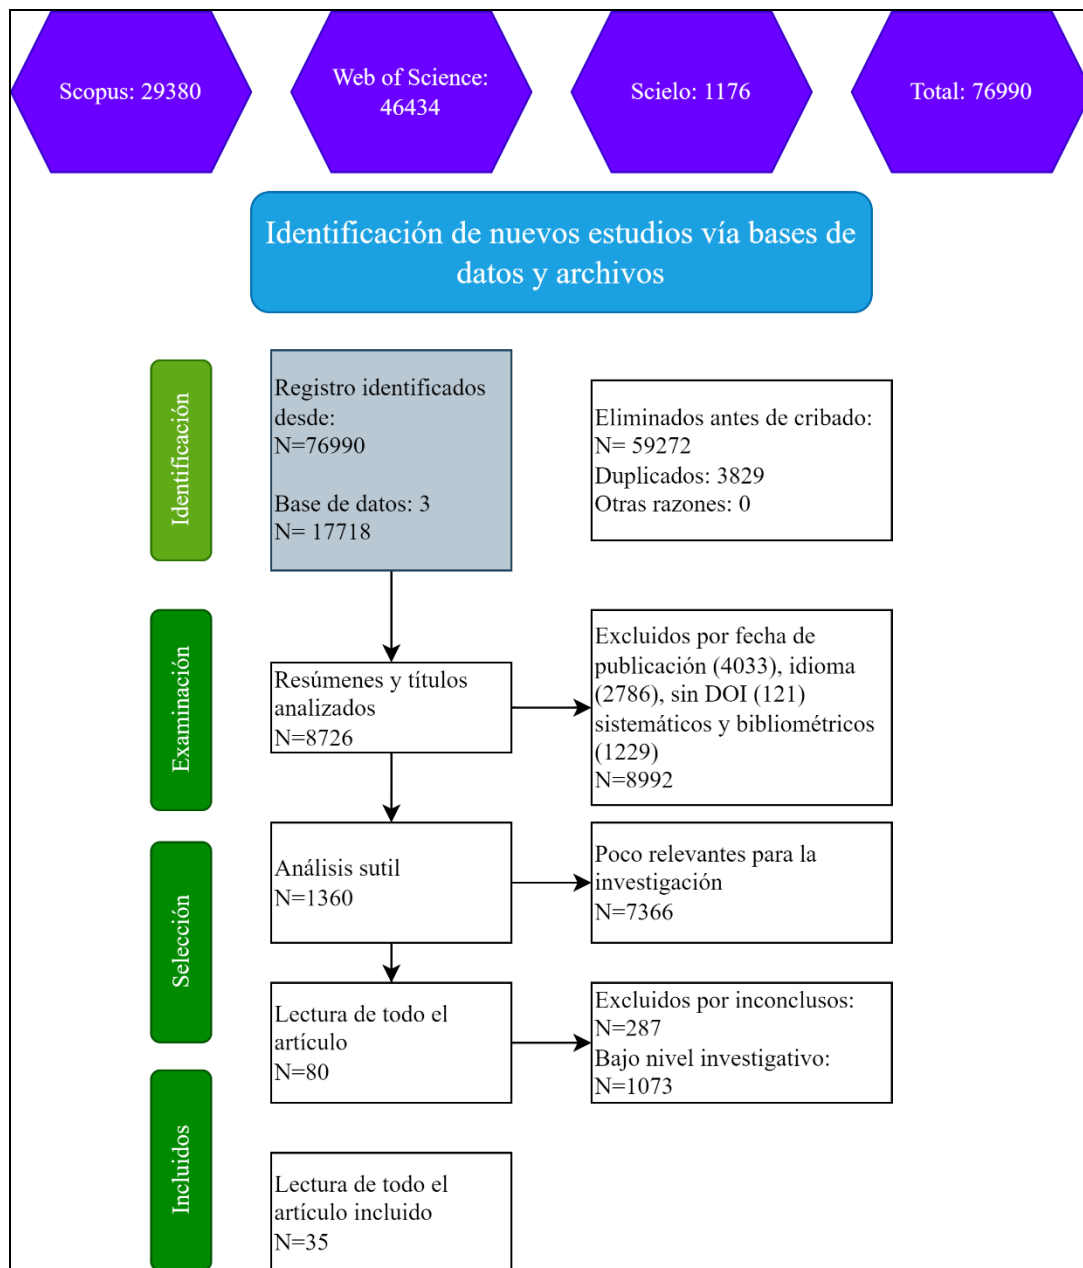 Scopus: 29380
Web of Science:
46434
Scielo: 1176
Total: 76990
Identificación de nuevos estudios vía bases de
datos y archivos
Identificación
Registro identificados
desde:
N=76990
Base de datos: 3
N= 17718
Eliminados antes de cribado:
N= 59272
Duplicados: 3829
Otras razones: 0
Examinación
Resúmenes y títulos
analizados
N=8726
Excluidos por fecha de
publicación (4033), idioma
(2786), sin DOI (121)
sistemáticos y bibliométricos
(1229)
N=8992
Selección
Análisis sutil
N=1360
Poco relevantes para la
investigación
N=7366
Lectura de todo el
artículo
N=80
Excluidos por inconclusos:
N=287
Bajo nivel investigativo:
N=1073
Incluidos
Lectura de todo el
artículo incluido
N=35